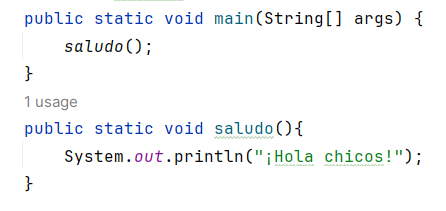 public static void main(String[] args) {
    saludo();
}
1 usage
public static void saludo(){
    System.out.println("¡Hola chicos!");
}